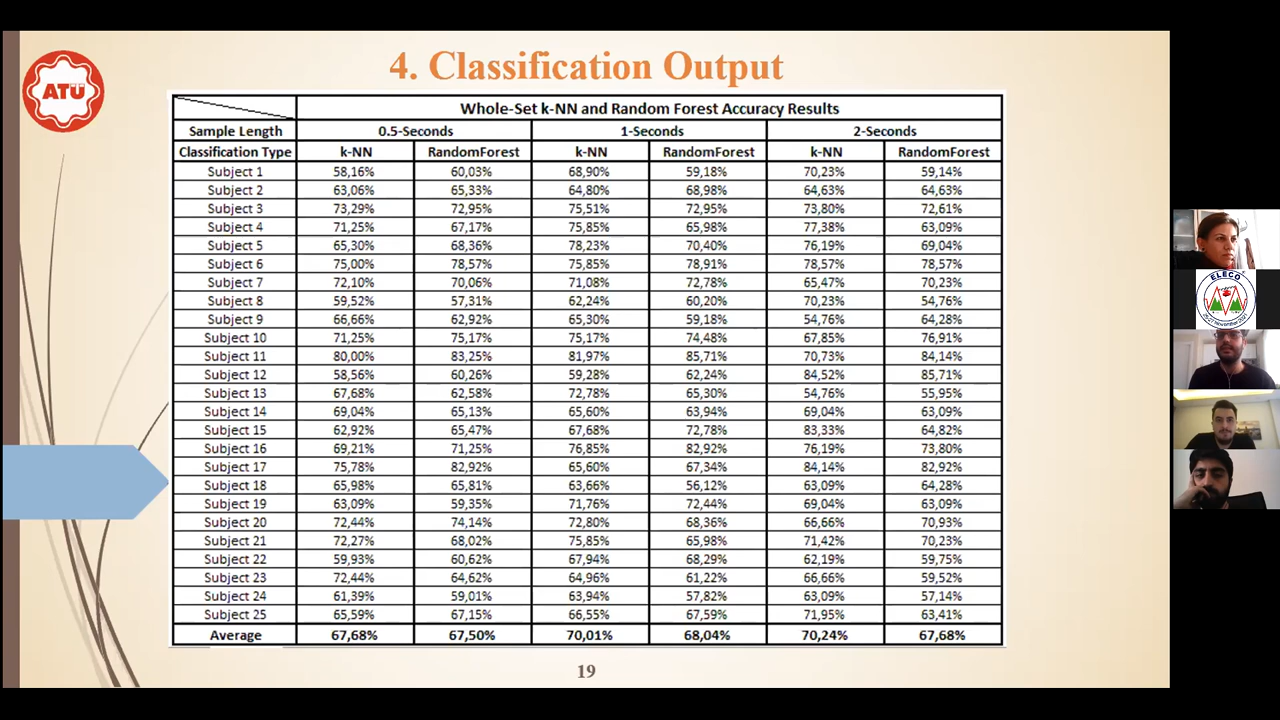 4. Classification Output
ATÜ
Whole-Set k-NN and Random Forest Accuracy Results
Sample Length 0.5-Seconds 1-Seconds 2-Seconds
Classification Type k-NN RandomForest k-NN RandomForest k-NN RandomForest
Subject 1 58,16% 60,03% 68,90% 59,18% 70,23% 59,14%
Subject 2 63,06% 65,33% 64,80% 68,98% 64,63% 64,63%
Subject 3 73,29% 72,95% 75,51% 72,95% 73,80% 72,61%
Subject 4 71,25% 67,17% 75,85% 65,98% 77,38% 63,09%
Subject 5 65,30% 68,36% 78,23% 70,40% 76,19% 69,04%
Subject 6 75,00% 78,57% 75,85% 78,91% 78,57% 78,57%
Subject 7 72,10% 70,06% 71,08% 72,78% 65,47% 70,23%
Subject 8 59,52% 57,31% 62,24% 60,20% 70,23% 54,76%
Subject 9 66,66% 62,92% 65,30% 59,18% 54,76% 64,28%
Subject 10 71,25% 75,17% 75,17% 74,48% 67,85% 76,91%
Subject 11 80,00% 83,25% 81,97% 85,71% 70,73% 84,14%
Subject 12 58,56% 60,26% 59,28% 62,24% 84,52% 85,71%
Subject 13 67,68% 62,58% 72,78% 65,30% 54,76% 55,95%
Subject 14 69,04% 65,13% 65,60% 63,94% 69,04% 63,09%
Subject 15 62,92% 65,47% 67,68% 72,78% 83,33% 64,82%
Subject 16 69,21% 71,25% 76,85% 82,92% 76,19% 73,80%
Subject 17 75,78% 82,92% 65,60% 67,34% 84,14% 82,92%
Subject 18 65,98% 65,81% 63,66% 56,12% 63,09% 64,28%
Subject 19 63,09% 59,35% 71,76% 72,44% 69,04% 63,09%
Subject 20 72,44% 74,14% 72,80% 68,36% 66,66% 70,93%
Subject 21 72,27% 68,02% 75,85% 65,98% 71,42% 70,23%
Subject 22 59,93% 60,62% 67,94% 68,29% 62,19% 59,75%
Subject 23 72,44% 64,62% 64,96% 61,22% 66,66% 59,52%
Subject 24 61,39% 59,01% 63,94% 57,82% 63,09% 57,14%
Subject 25 65,59% 67,15% 66,55% 67,59% 71,95% 63,41%
Average 67,68% 67,50% 70,01% 68,04% 70,24% 67,68%
19
ELECO